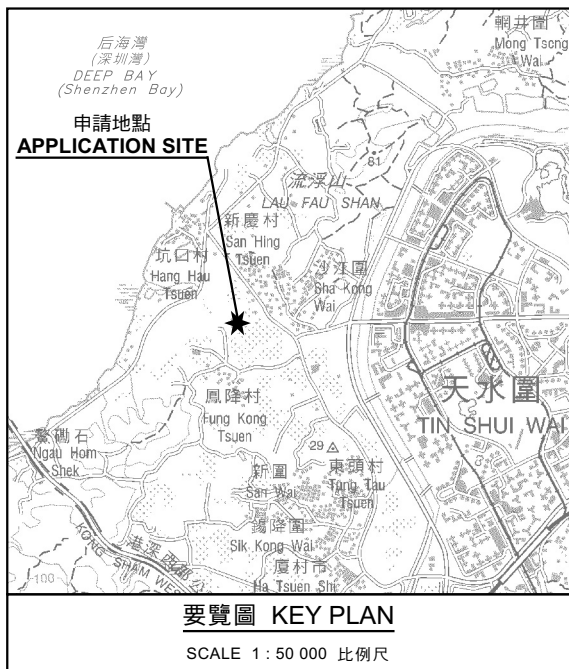 輞井圍
Mong Tseng
Wai
后海灣
(深圳灣)
DEEP BAY
(Shenzhen Bay)
申請地點
APPLICATION SITE
81
流浮山
LAU FAU SHAN
新慶村
San Hing
Tsuen
坑口村
Hang Hau
Tsuen
沙江圍
Sha Kong
Wai
天水圍
TIN SHUI WAI
鳳降村
Fung Kong
Tsuen
鰲磡石
Ngau Hom
Shek
29
東頭村
Tung Tau
Tsuen
新圍
San Wai
錫降圍
Sik Kong Wai
港深西部公
KONG SHAM WES
廈村市
Ha Tsuen Shi
100
要覽圖 KEY PLAN
SCALE 1 : 50 000 比例尺